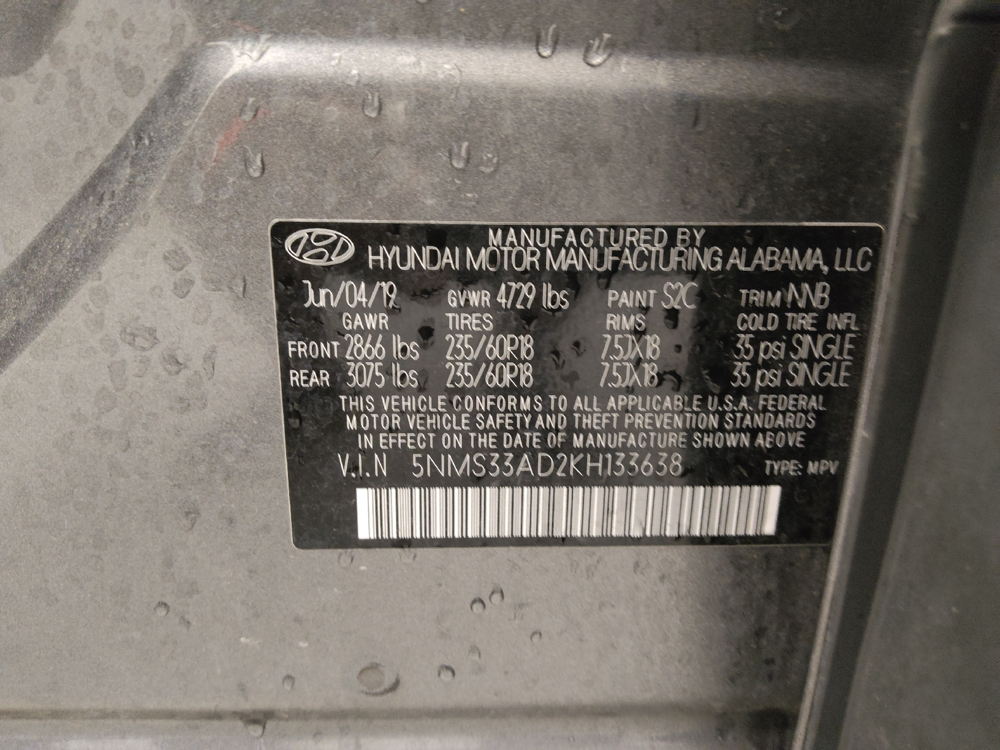 MANUFACTURED BY
HYUNDAI MOTOR MANUFACTURING ALABAMA, LLC
Jun/04/19 GVWR 4729 lbs PAINT S2C TRIM NNB
GAWR TIRES RIMS COLD TIRE INFL
FRONT 2866 lbs 235/60R18 7.5JX18 35 psi SINGLE
REAR 3075 lbs 235/60R18 7.5JX18 35 psi SINGLE
THIS VEHICLE CONFORMS TO ALL APPLICABLE U.S.A. FEDERAL
MOTOR VEHICLE SAFETY AND THEFT PREVENTION STANDARDS
IN EFFECT ON THE DATE OF MANUFACTURE SHOWN ABOVE
V.I.N 5NMS33AD2KH133638 TYPE: MPV